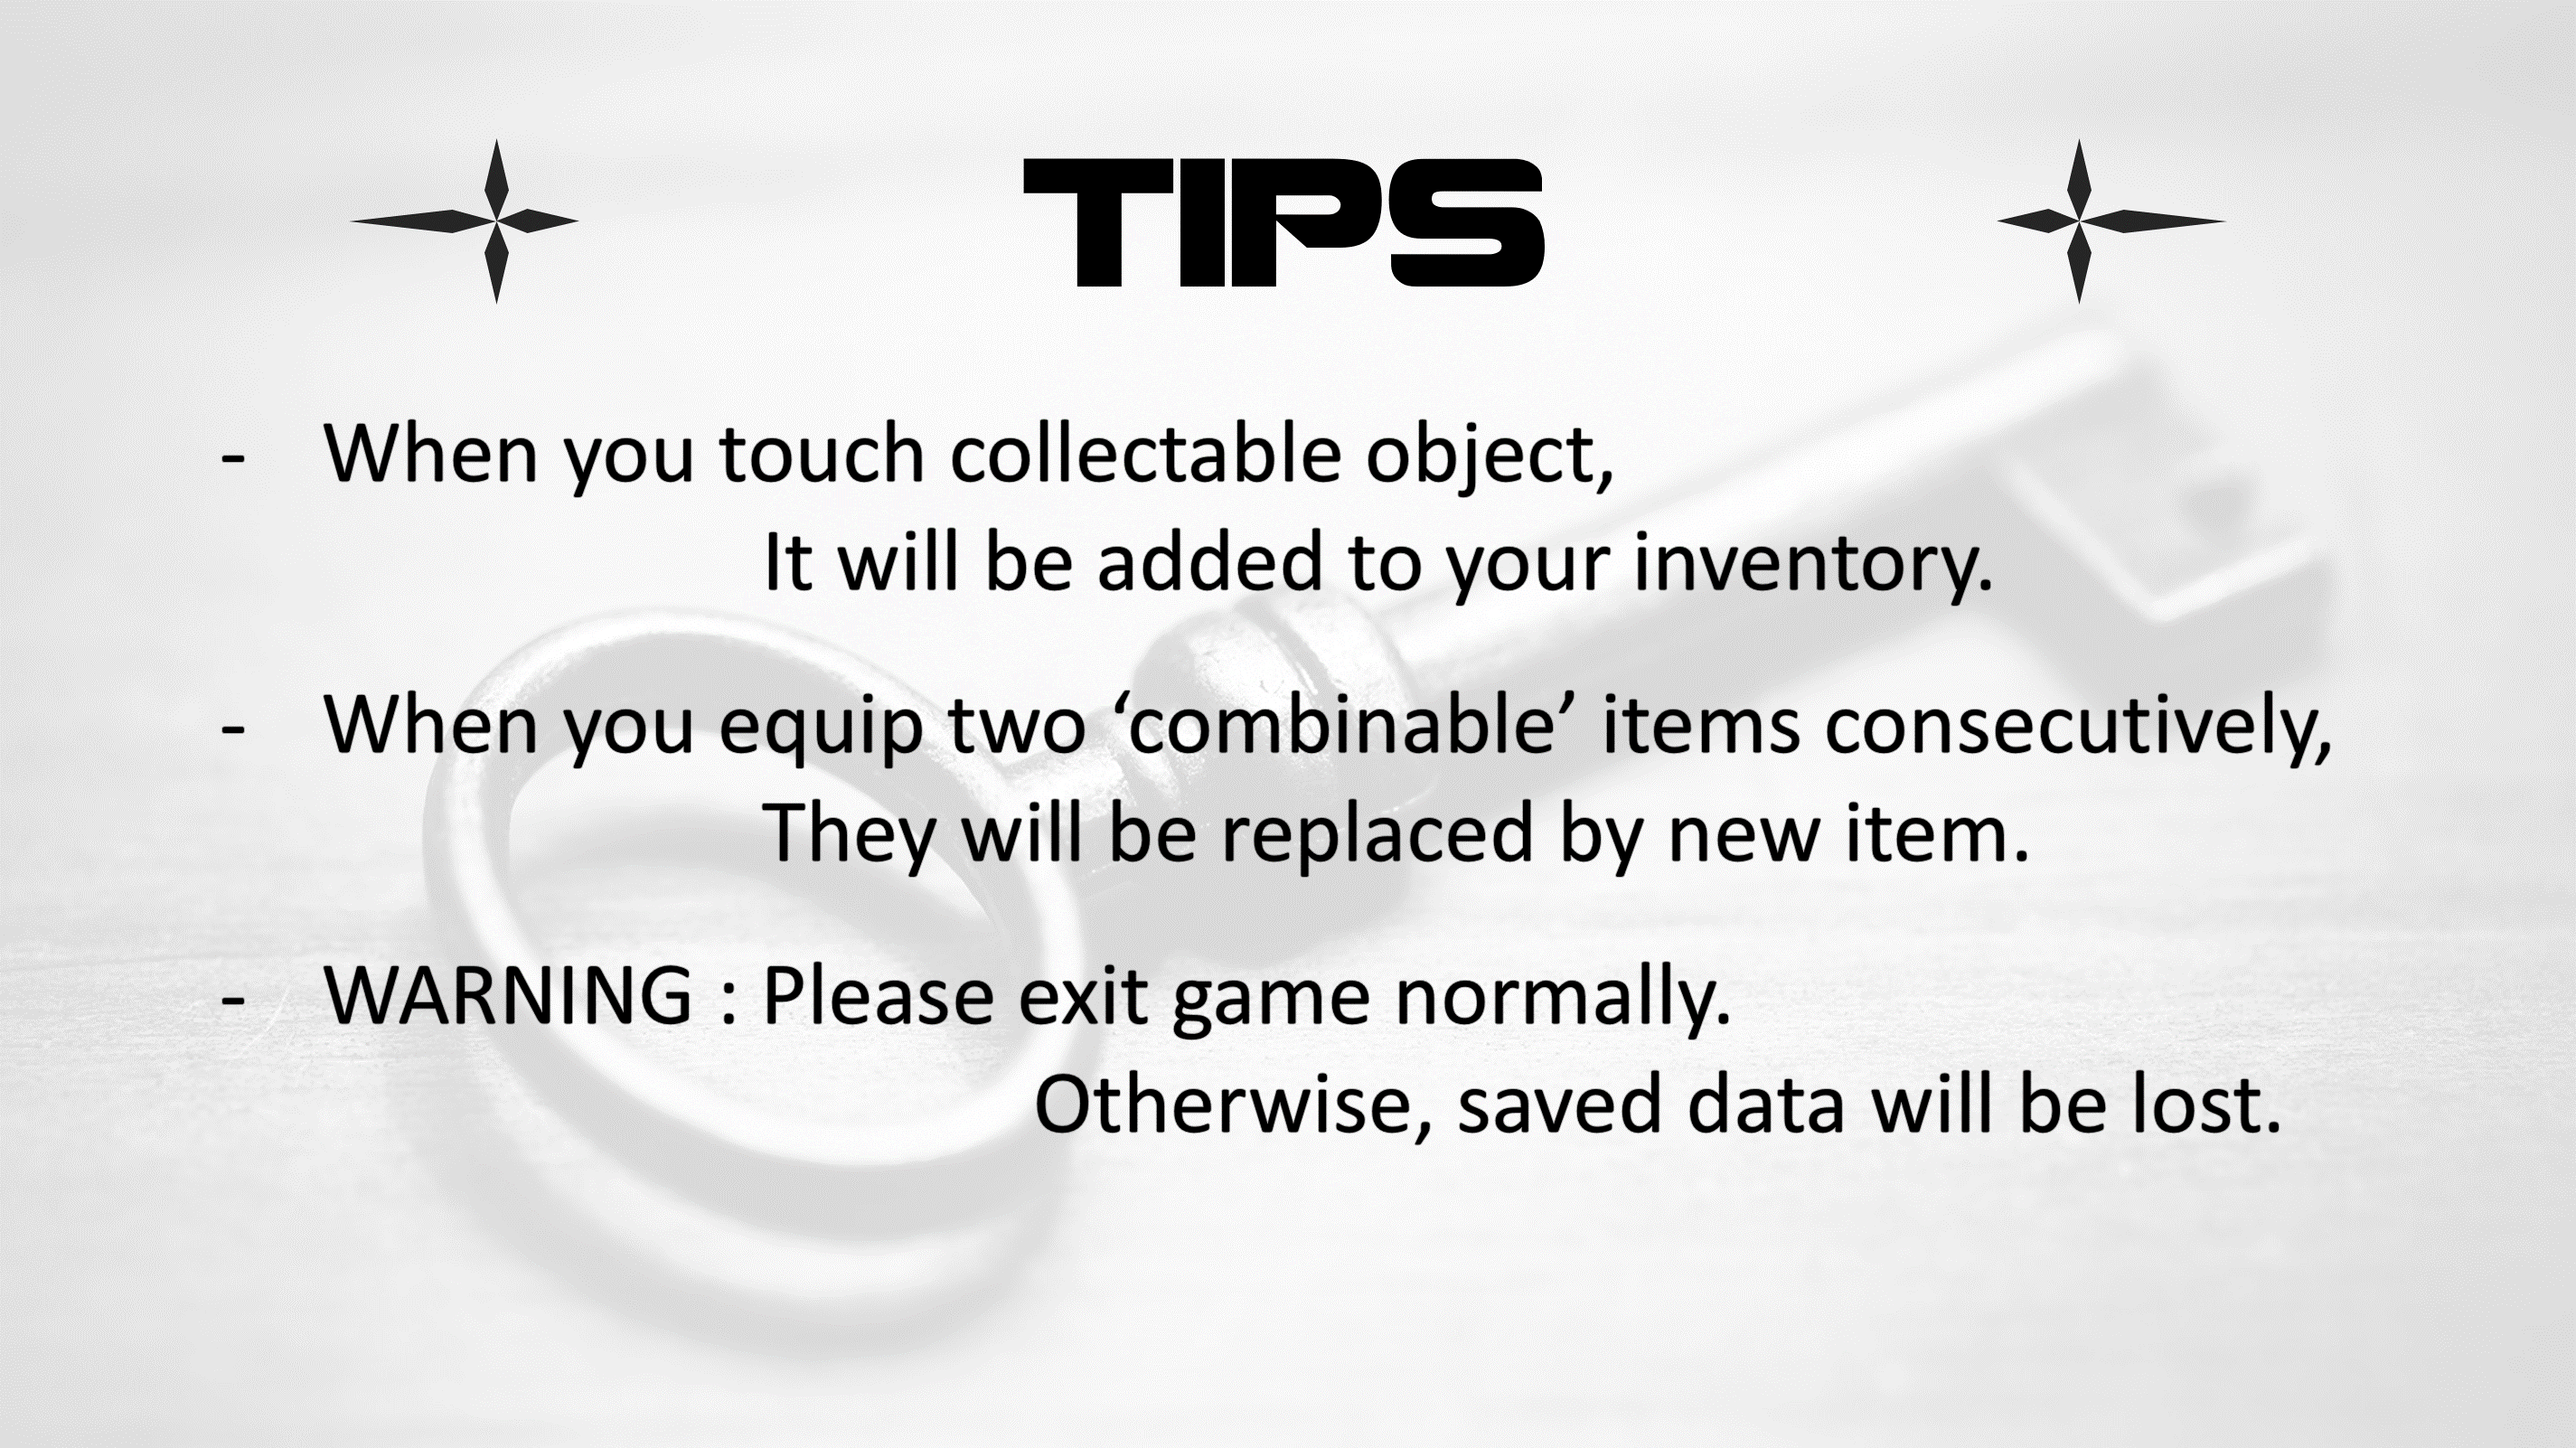 TIPS
- When you touch collectable object,
It will be added to your inventory.
- When you equip two ‘combinable’ items consecutively,
They will be replaced by new item.
- WARNING : Please exit game normally.
Otherwise, saved data will be lost.